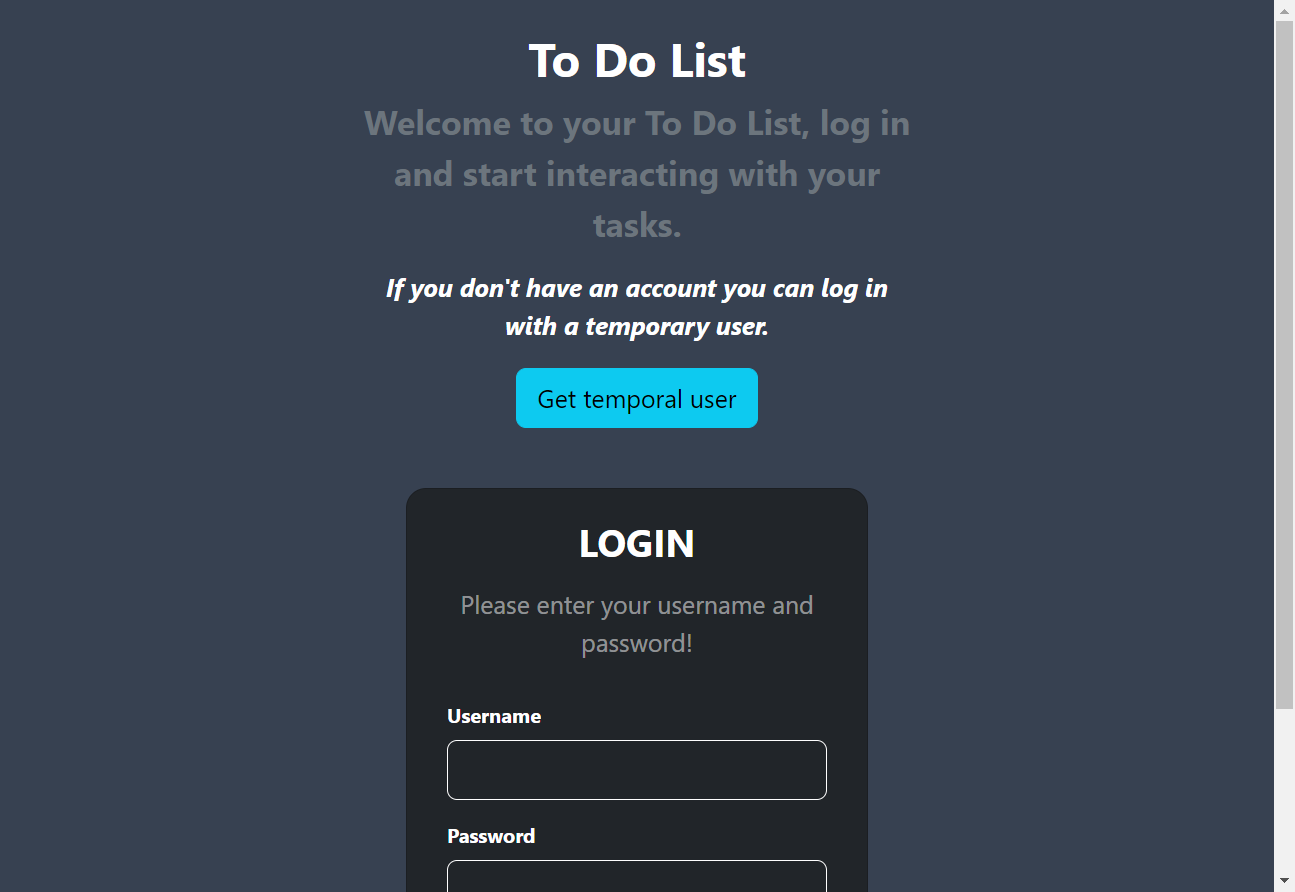 To Do List
Welcome to your To Do List, log in
and start interacting with your
tasks.
If you don't have an account you can log in
with a temporary user.
Get temporal user
LOGIN
Please enter your username and
password!
Username
Password